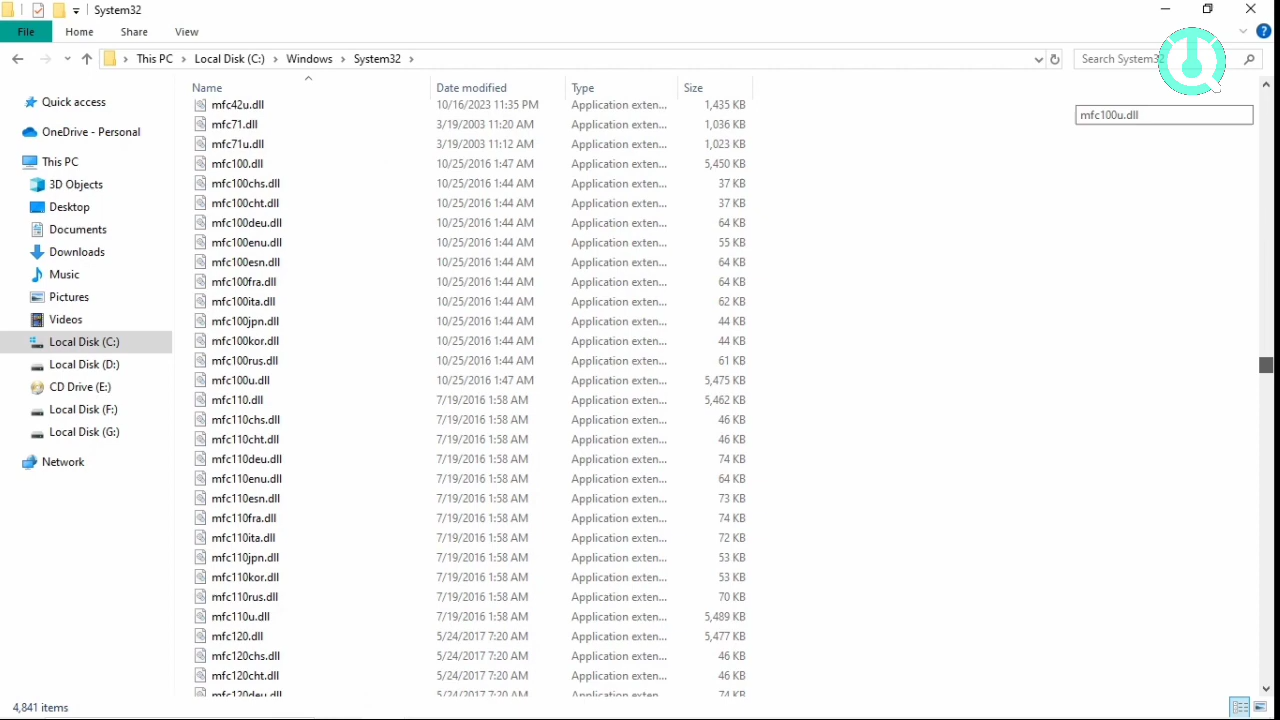 System32
File Home Share View
This PC Local Disk (C:) Windows System32
Search System32
Name Date modified Type Size
mfc42u.dll 10/16/2023 11:35 PM Application exten... 1,435 KB
mfc71.dll 3/19/2003 11:20 AM Application exten... 1,036 KB
mfc71u.dll 3/19/2003 11:12 AM Application exten... 1,023 KB
mfc100.dll 10/25/2016 1:47 AM Application exten... 5,450 KB
mfc100chs.dll 10/25/2016 1:44 AM Application exten... 37 KB
mfc100cht.dll 10/25/2016 1:44 AM Application exten... 37 KB
mfc100deu.dll 10/25/2016 1:44 AM Application exten... 64 KB
mfc100enu.dll 10/25/2016 1:44 AM Application exten... 55 KB
mfc100esn.dll 10/25/2016 1:44 AM Application exten... 64 KB
mfc100fra.dll 10/25/2016 1:44 AM Application exten... 64 KB
mfc100ita.dll 10/25/2016 1:44 AM Application exten... 62 KB
mfc100jpn.dll 10/25/2016 1:44 AM Application exten... 44 KB
mfc100kor.dll 10/25/2016 1:44 AM Application exten... 44 KB
mfc100rus.dll 10/25/2016 1:44 AM Application exten... 61 KB
mfc100u.dll 10/25/2016 1:47 AM Application exten... 5,475 KB
mfc110.dll 7/19/2016 1:58 AM Application exten... 5,462 KB
mfc110chs.dll 7/19/2016 1:58 AM Application exten... 46 KB
mfc110cht.dll 7/19/2016 1:58 AM Application exten... 46 KB
mfc110deu.dll 7/19/2016 1:58 AM Application exten... 74 KB
mfc110enu.dll 7/19/2016 1:58 AM Application exten... 64 KB
mfc110esn.dll 7/19/2016 1:58 AM Application exten... 73 KB
mfc110fra.dll 7/19/2016 1:58 AM Application exten... 74 KB
mfc110ita.dll 7/19/2016 1:58 AM Application exten... 72 KB
mfc110jpn.dll 7/19/2016 1:58 AM Application exten... 53 KB
mfc110kor.dll 7/19/2016 1:58 AM Application exten... 53 KB
mfc110rus.dll 7/19/2016 1:58 AM Application exten... 70 KB
mfc110u.dll 7/19/2016 1:58 AM Application exten... 5,489 KB
mfc120.dll 5/24/2017 7:20 AM Application exten... 5,477 KB
mfc120chs.dll 5/24/2017 7:20 AM Application exten... 46 KB
mfc120cht.dll 5/24/2017 7:20 AM Application exten... 46 KB
mfc120deu.dll 5/24/2017 7:20 AM Application exten... 74 KB
Quick access
OneDrive - Personal
This PC
3D Objects
Desktop
Documents
Downloads
Music
Pictures
Videos
Local Disk (C:)
Local Disk (D:)
CD Drive (E:)
Local Disk (F:)
Local Disk (G:)
Network
mfc100u.dll
4,841 items